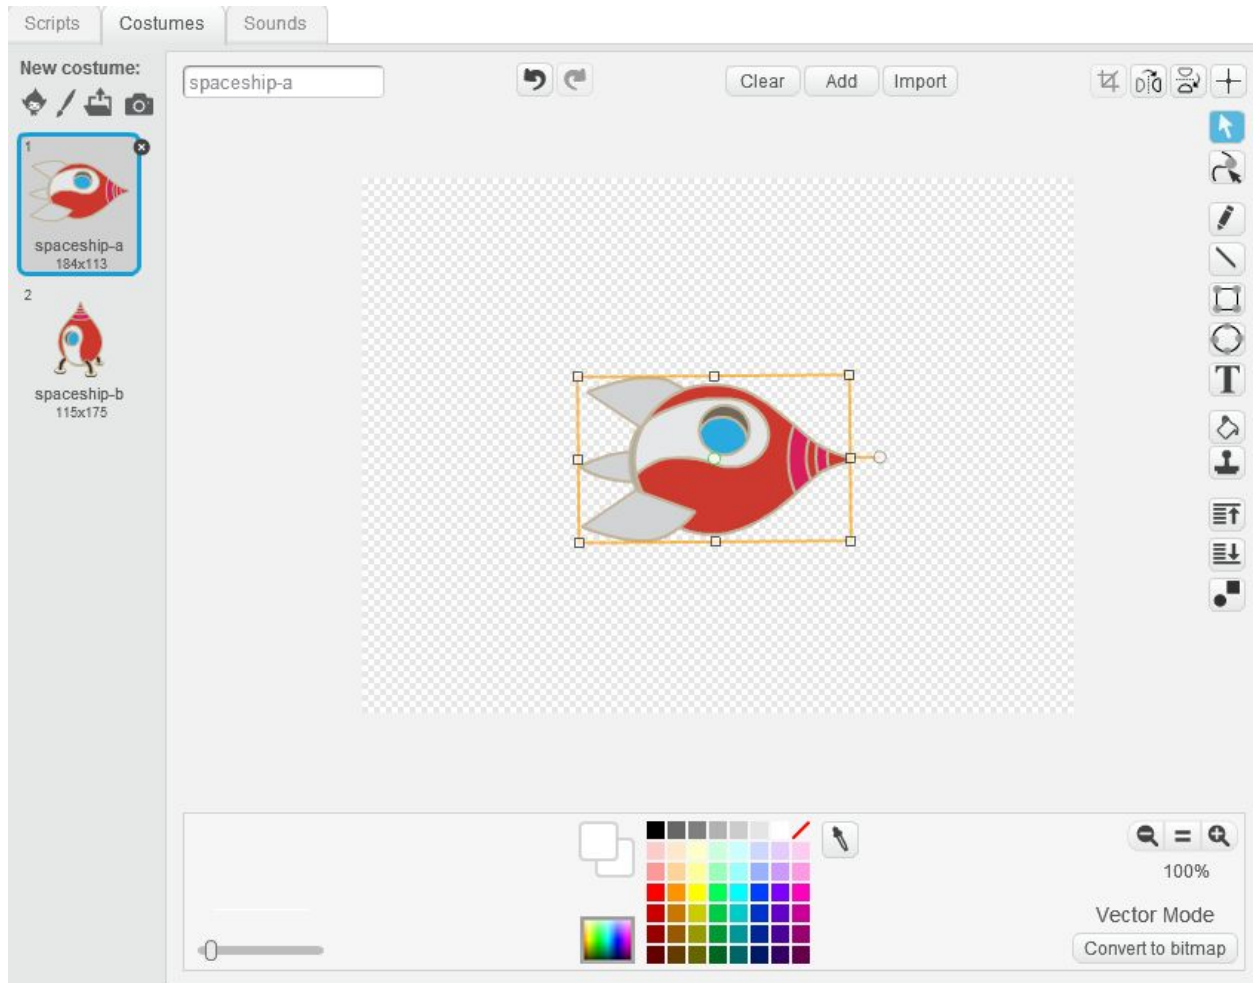 Scripts
Costumes
Sounds
New costume:
spaceship-a
Clear
Add
Import
1
spaceship-a
184x113
2
spaceship-b
115x175
T
100%
Vector Mode
Convert to bitmap